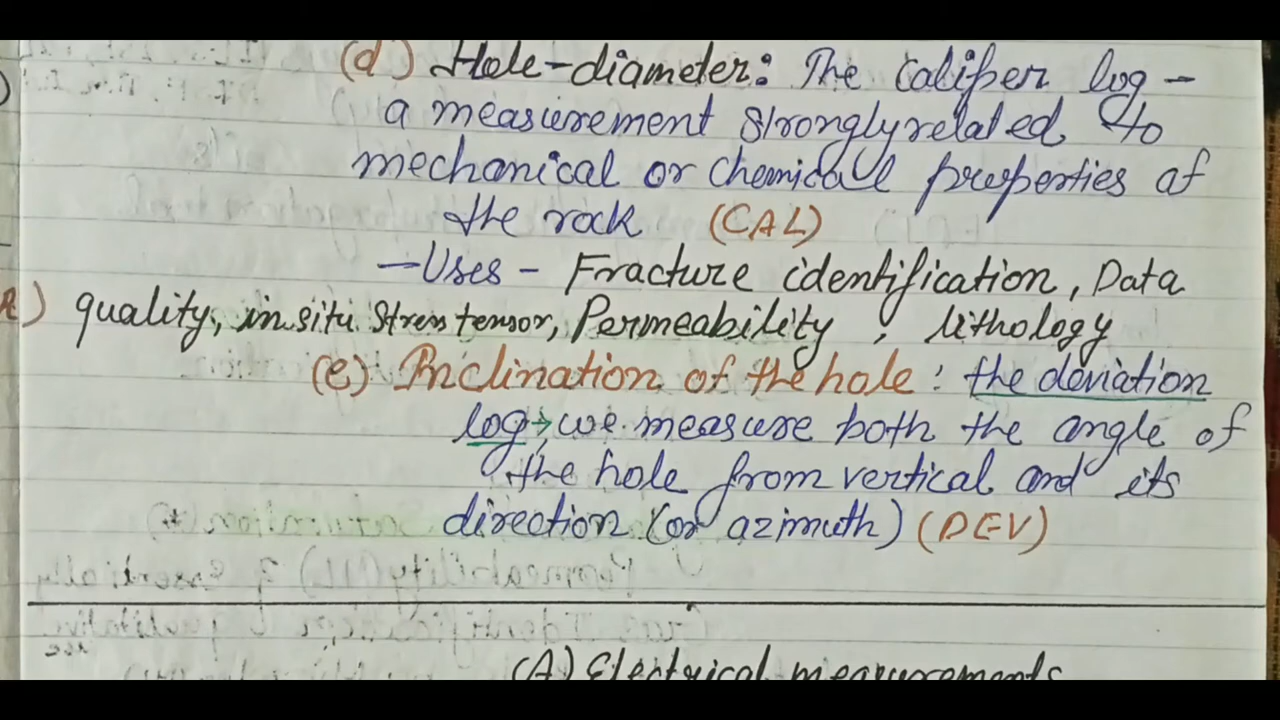 (d) Hole-diameter: The caliper log -
a measurement strongly related to
mechanical or chemical properties of
the rock (CAL)
- Uses - Fracture identification, Data
quality, in situ stress tensor, Permeability, lithology
(e) Inclination of the hole: the deviation
log → we measure both the angle of
the hole from vertical and its
direction (or azimuth) (DEV)
(A) Electrical measurements